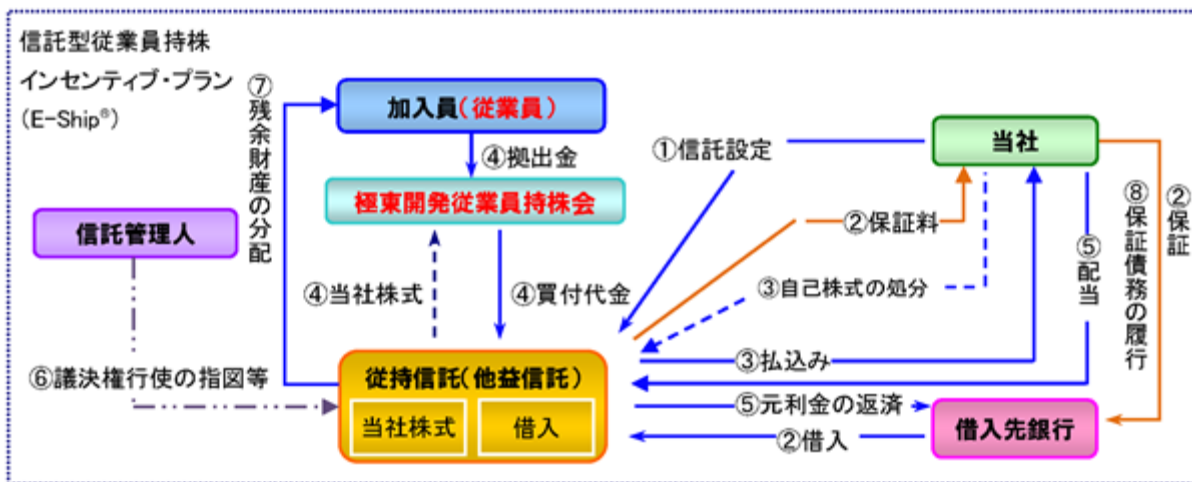 信託型従業員持株
インセンティブ・プラン
(E-Ship®)
⑦残余財産の分配
加入員(従業員)
④拠出金
極東開発従業員持株会
信託管理人
④当社株式
④買付代金
①信託設定
当社
②保証料
③自己株式の処分
⑤配当
⑧保証債務の履行
②保証
③払込み
⑥議決権行使の指図等
従持信託(他益信託)
当社株式
借入
⑤元利金の返済
②借入
借入先銀行